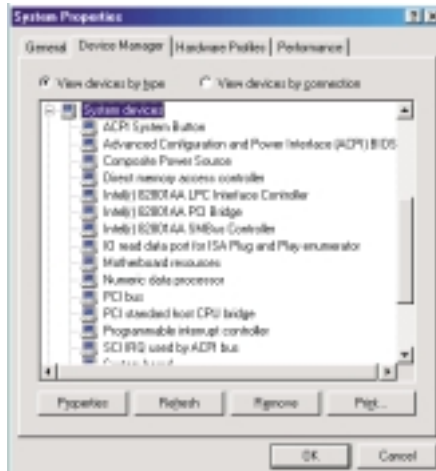 System Properties
General Device Manager Hardware Profiles Performance
View devices by type View devices by connection
System devices
ACPI System Button
Advanced Configuration and Power Interface (ACPI) BIOS
Composite Power Source
Direct memory access controller
Intel(r) 82801AA LPC Interface Controller
Intel(r) 82801AA PCI Bridge
Intel(r) 82801AA SMBus Controller
IO read data port for ISA Plug and Play enumerator
Motherboard resources
Numeric data processor
PCI bus
PCI standard host CPU bridge
Programmable interrupt controller
SCI IRQ used by ACPI bus
System board
Properties Refresh Remove Print...
OK Cancel